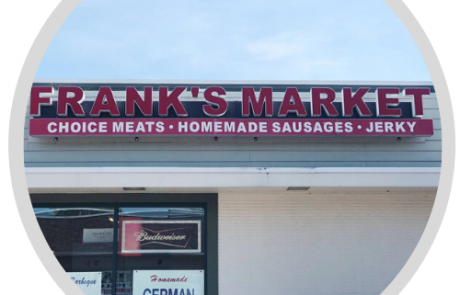 FRANK'S MARKET
CHOICE MEATS • HOMEMADE SAUSAGES • JERKY
Budweiser
Homemade
GERMAN